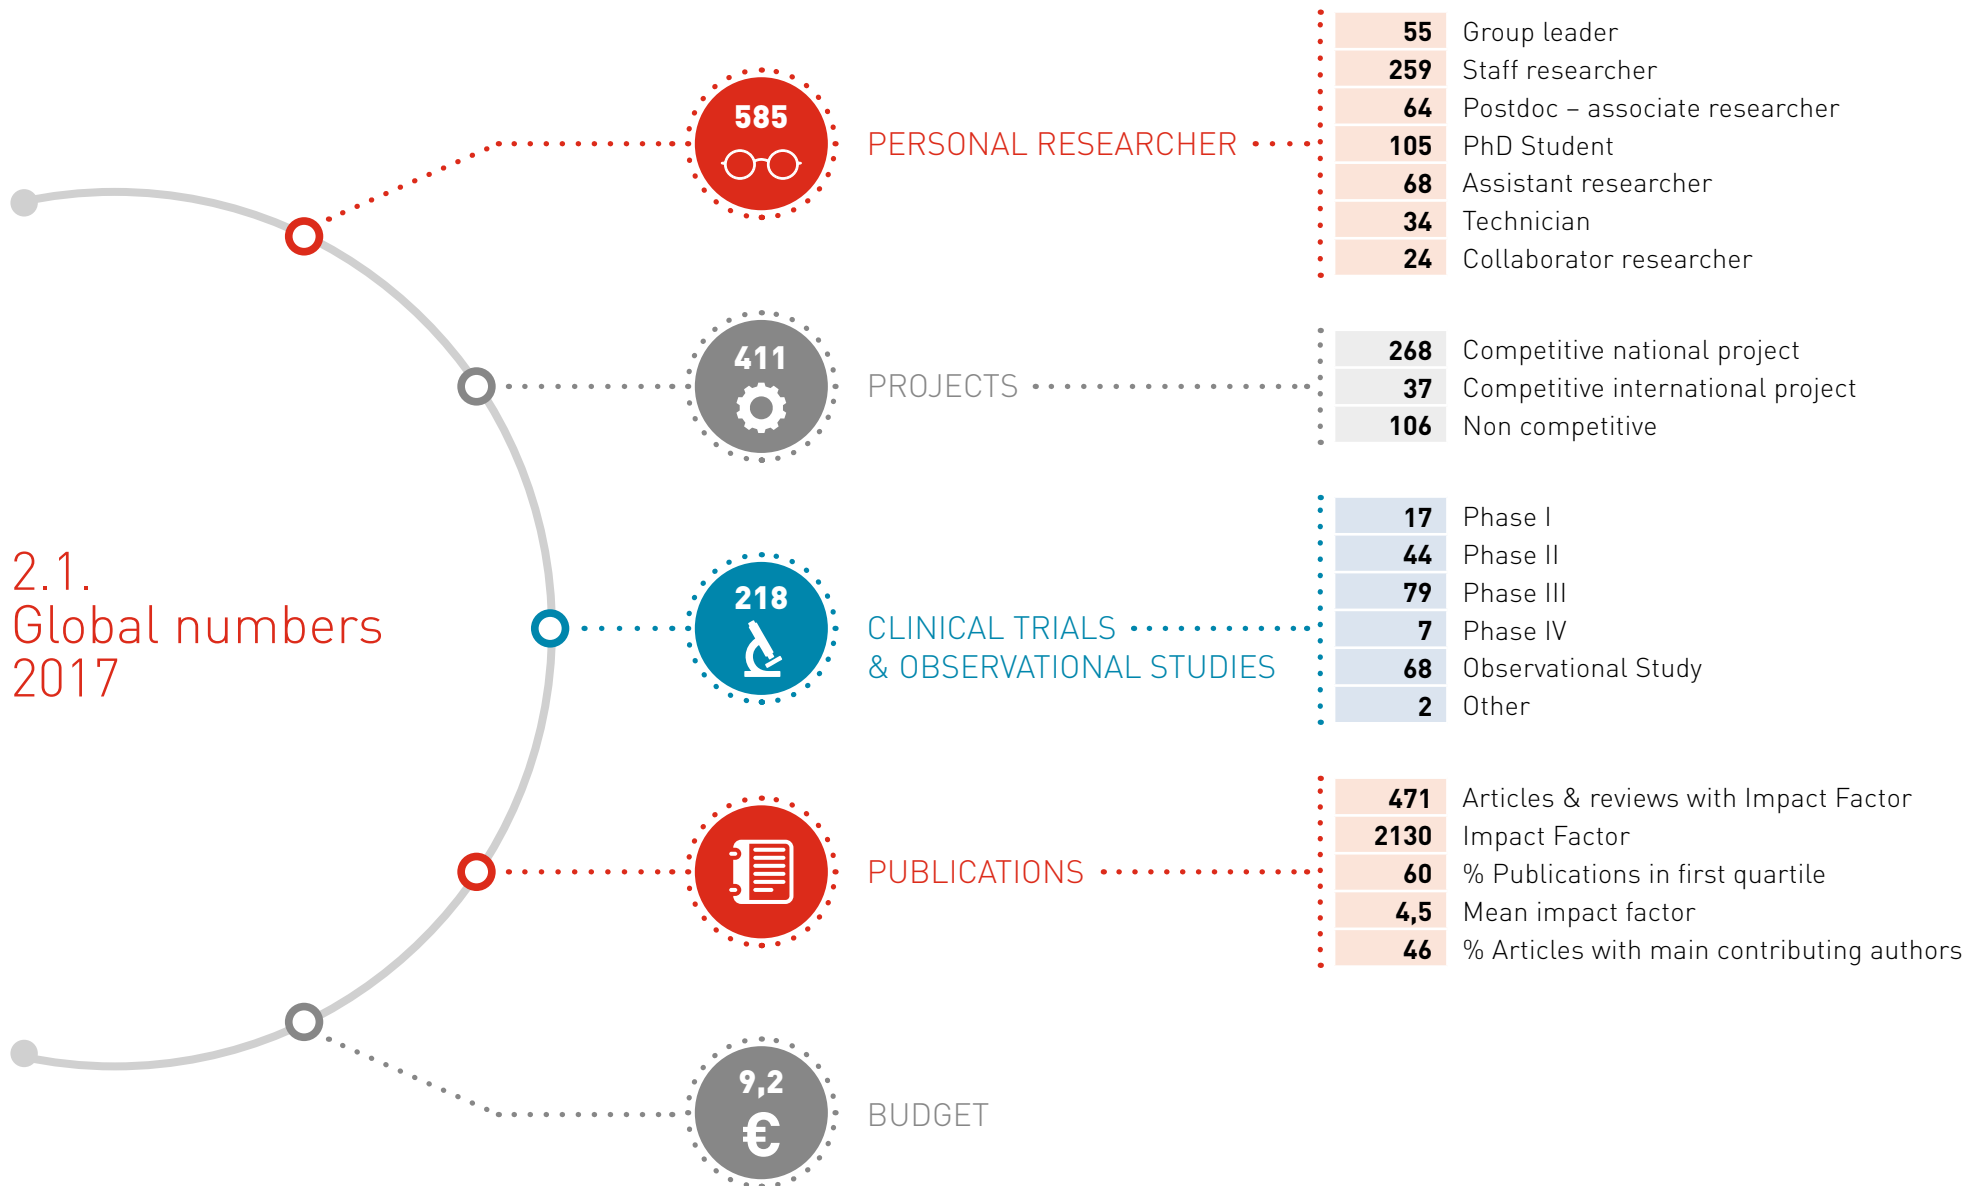 2.1.
Global numbers
2017
585
PERSONAL RESEARCHER
55 Group leader
259 Staff researcher
64 Postdoc – associate researcher
105 PhD Student
68 Assistant researcher
34 Technician
24 Collaborator researcher
411
PROJECTS
268 Competitive national project
37 Competitive international project
106 Non competitive
218
CLINICAL TRIALS
& OBSERVATIONAL STUDIES
17 Phase I
44 Phase II
79 Phase III
7 Phase IV
68 Observational Study
2 Other
PUBLICATIONS
471 Articles & reviews with Impact Factor
2130 Impact Factor
60 % Publications in first quartile
4,5 Mean impact factor
46 % Articles with main contributing authors
9,2
€
BUDGET